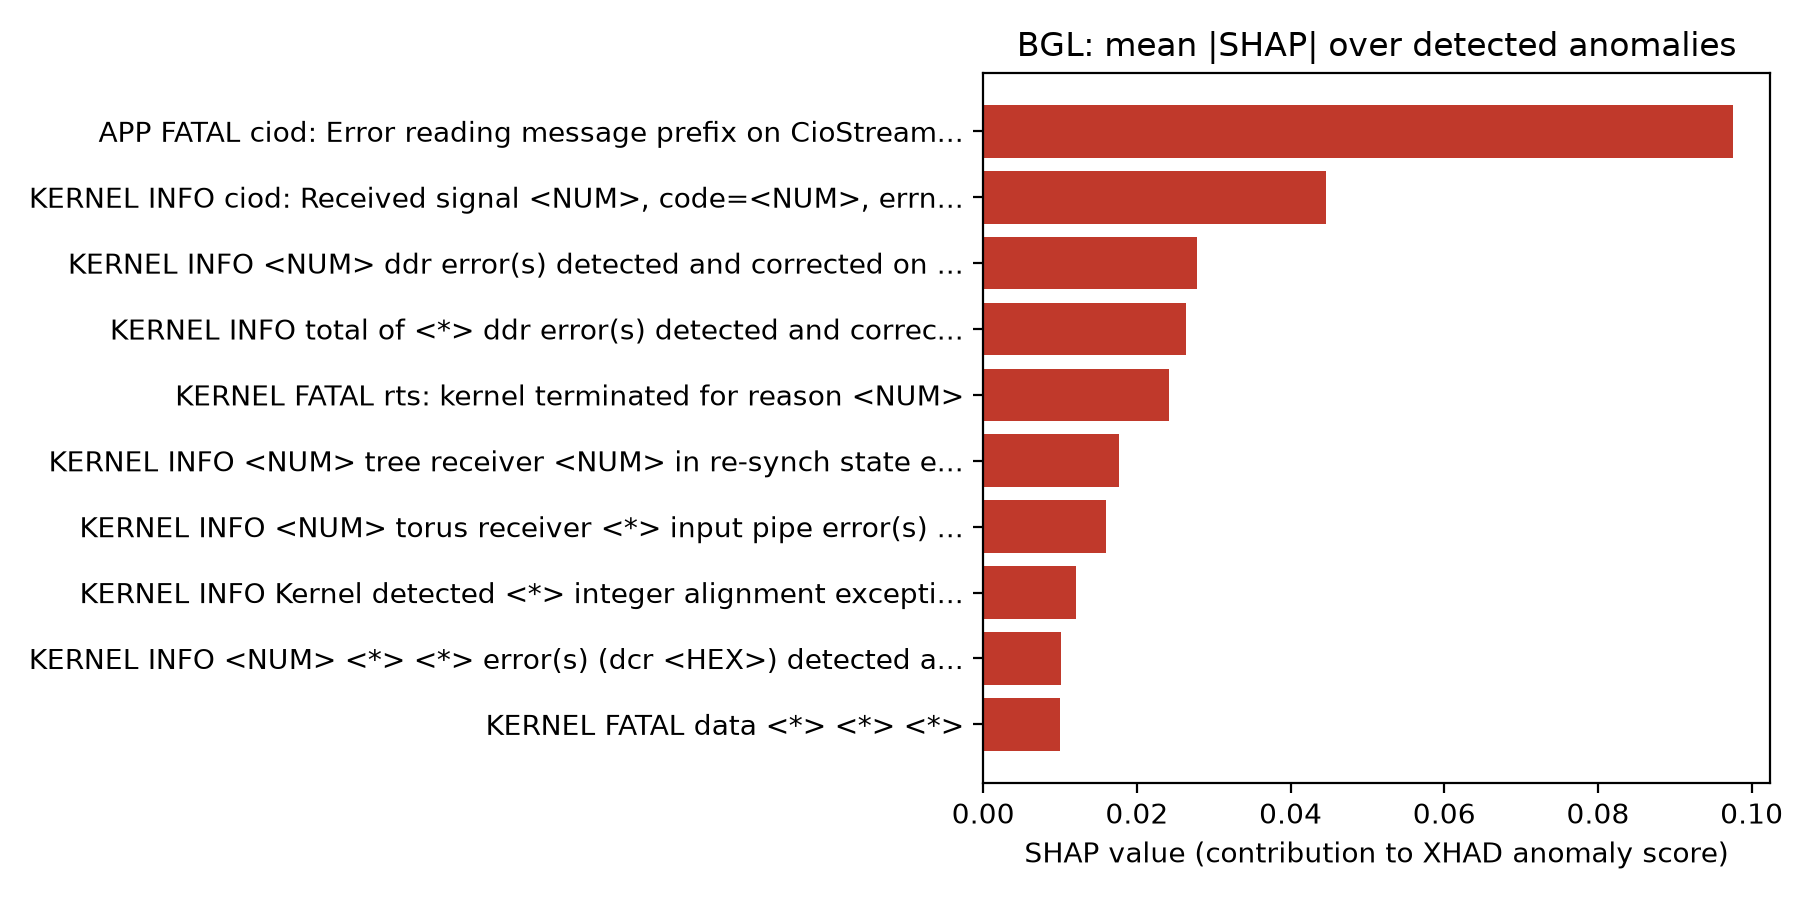 BGL: mean |SHAP| over detected anomalies
APP FATAL ciod: Error reading message prefix on CioStream...
KERNEL INFO ciod: Received signal <NUM>, code=<NUM>, errn...
KERNEL INFO <NUM> ddr error(s) detected and corrected on ...
KERNEL INFO total of <*> ddr error(s) detected and correc...
KERNEL FATAL rts: kernel terminated for reason <NUM>
KERNEL INFO <NUM> tree receiver <NUM> in re-synch state e...
KERNEL INFO <NUM> torus receiver <*> input pipe error(s) ...
KERNEL INFO Kernel detected <*> integer alignment excepti...
KERNEL INFO <NUM> <*> <*> error(s) (dcr <HEX>) detected a...
KERNEL FATAL data <*> <*> <*>
0.00 0.02 0.04 0.06 0.08 0.10
SHAP value (contribution to XHAD anomaly score)